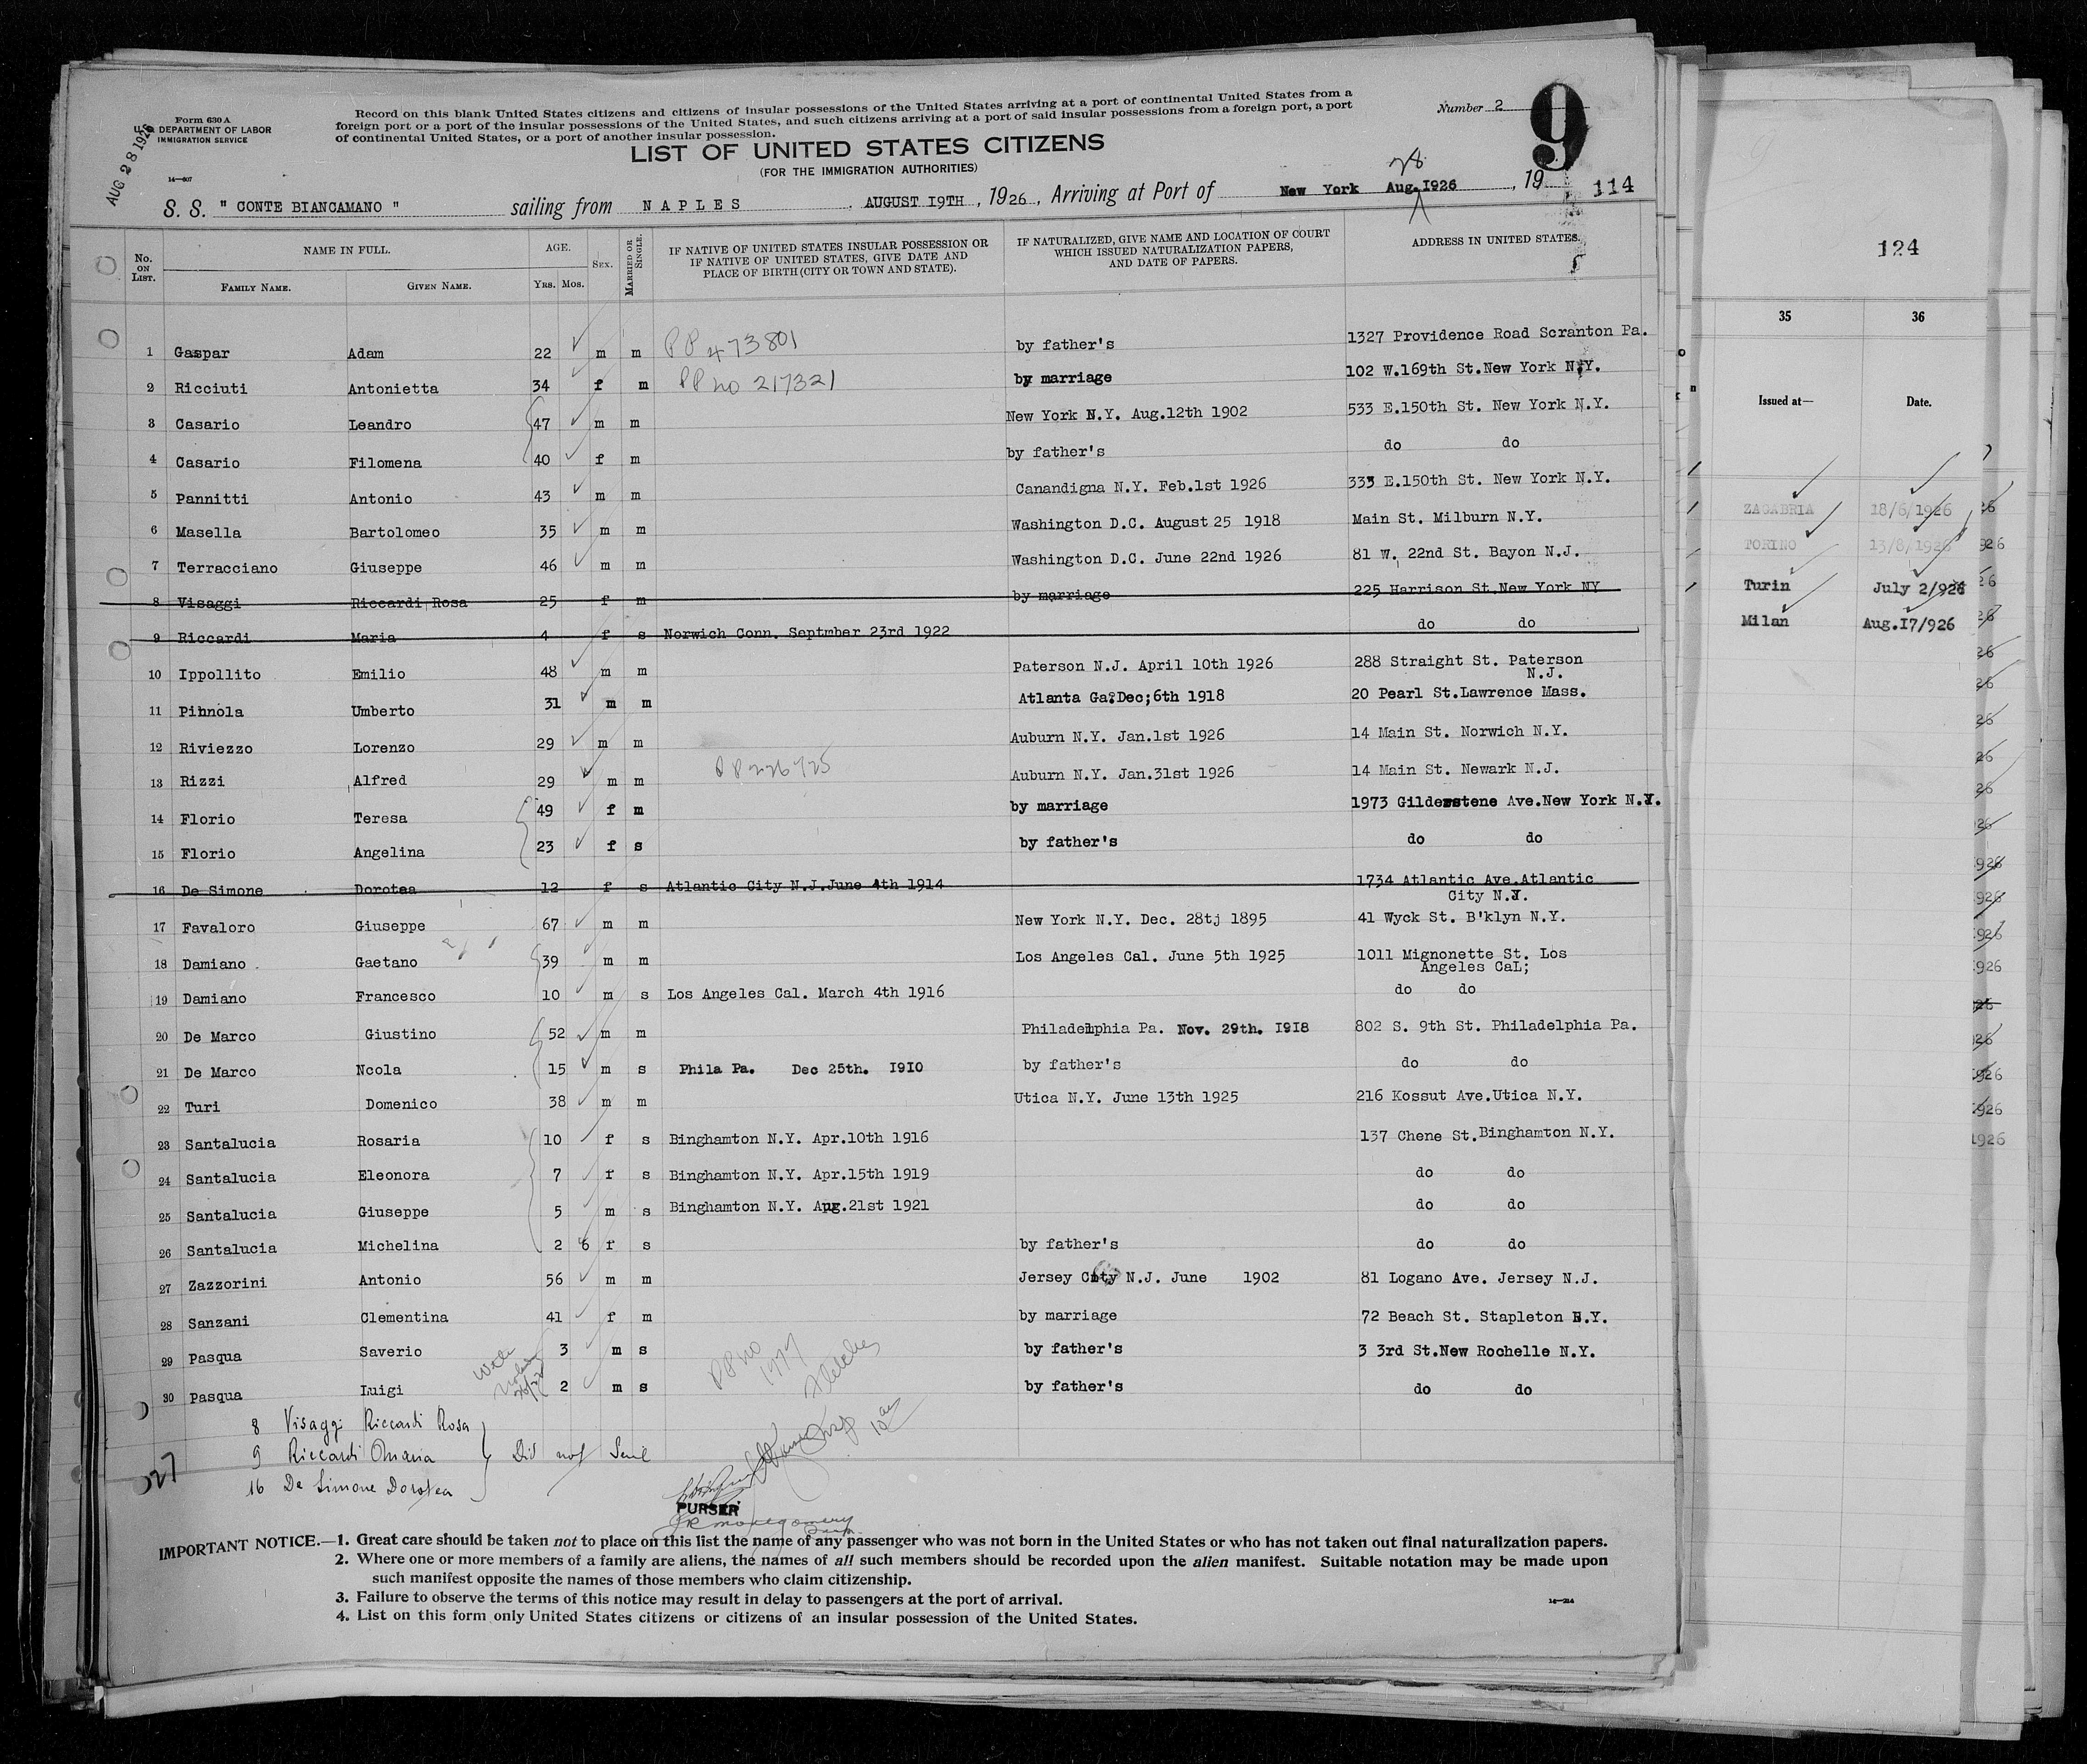 Form 630 A
U.S. DEPARTMENT OF LABOR
IMMIGRATION SERVICE
AUG 28 1926
14—607
Record on this blank United States citizens and citizens of insular possessions of the United States arriving at a port of continental United States from a
foreign port or a port of the insular possessions of the United States, and such citizens arriving at a port of said insular possessions from a foreign port, a port
of continental United States, or a port of another insular possession.
Number 2
9
LIST OF UNITED STATES CITIZENS
(FOR THE IMMIGRATION AUTHORITIES)
28
S. S. " CONTE BIANCAMANO " sailing from NAPLES . AUGUST I9TH , 1926 , Arriving at Port of New York Aug.I926 , 19 114
No. ON LIST. NAME IN FULL. AGE. SEX. MARRIED OR SINGLE. IF NATIVE OF UNITED STATES INSULAR POSSESSION OR IF NATIVE OF UNITED STATES, GIVE DATE AND PLACE OF BIRTH (CITY OR TOWN AND STATE). IF NATURALIZED, GIVE NAME AND LOCATION OF COURT WHICH ISSUED NATURALIZATION PAPERS, AND DATE OF PAPERS. ADDRESS IN UNITED STATES.
FAMILY NAME. GIVEN NAME. YRS. MOS.
1 Gaspar Adam 22 m m PP 473801 by father's 1327 Providence Road Scranton Pa.
2 Ricciuti Antonietta 34 f m PP no 217321 by marriage 102 W.169th St.New York N.Y.
3 Casario Leandro 47 m m New York N.Y. Aug.12th 1902 533 E.150th St. New York N.Y.
4 Casario Filomena 40 f m by father's do do
5 Pannitti Antonio 43 m m Canandigna N.Y. Feb.1st 1926 333 E.150th St. New York N.Y.
6 Masella Bartolomeo 35 m m Washington D.C. August 25 1918 Main St. Milburn N.Y.
7 Terracciano Giuseppe 46 m m Washington D.C. June 22nd 1926 81 W. 22nd St. Bayon N.J.
8 Visaggi Riccardi Rosa 25 f m by marriage 225 Harrison St.New York NY
9 Riccardi Maria 4 f s Norwich Conn. Septmber 23rd 1922 do do
10 Ippollito Emilio 48 m m Paterson N.J. April 10th 1926 288 Straight St. Paterson
N.J.
11 Pihnola Umberto 31 m m Atlanta Ga.Dec;6th 1918 20 Pearl St.Lawrence Mass.
12 Riviezzo Lorenzo 29 m m Auburn N.Y. Jan.1st 1926 14 Main St. Norwich N.Y.
13 Rizzi Alfred 29 m m PP 226725 Auburn N.Y. Jan.31st 1926 14 Main St. Newark N.J.
14 Florio Teresa 49 f m by marriage 1973 Ave.New York N.Y.
15 Florio Angelina 23 f s by father's do do
16 De Simone Dorotea 12 f s Atlantic City N.J.June 4th 1914 1734 Atlantic Ave.Atlantic
City N.J.
17 Favaloro Giuseppe 67 m m New York N.Y. Dec. 28tj 1895 41 Wyck St. B'klyn N.Y.
18 Damiano Gaetano 39 m m Los Angeles Cal. June 5th 1925 1011 Mignonette St. Los
Angeles CaL;
19 Damiano Francesco 10 m s Los Angeles Cal. March 4th 1916 do do
20 De Marco Giustino 52 m m Philadelphia Pa. Nov. 29th. I9I8 802 S. 9th St. Philadelphia Pa.
21 De Marco Ncola 15 m s Phila Pa. Dec 25th. I9I0 by father's do do
22 Turi Domenico 38 m m Utica N.Y. June 13th 1925 216 Kossut Ave.Utica N.Y.
23 Santalucia Rosaria 10 f s Binghamton N.Y. Apr.10th 1916 137 Chene St.Binghamton N.Y.
24 Santalucia Eleonora 7 f s Binghamton N.Y. Apr.15th 1919 do do
25 Santalucia Giuseppe 5 m s Binghamton N.Y. Aug.21st 1921 do do
26 Santalucia Michelina 2 6 f s by father's do do
27 Zazzorini Antonio 56 m m Jersey City N.J. June 1902 81 Logano Ave. Jersey N.J.
28 Sanzani Clementina 41 f m by marriage 72 Beach St. Stapleton N.Y.
29 Pasqua Saverio 3 m s by father's 3 3rd St.New Rochelle N.Y.
30 Pasqua Luigi 2 m s PP no by father's do do
8 Visaggi Riccardi Rosa
9 Riccardi Maria Did not Sail
16 De Simone Dorotea
27
PURSER
IMPORTANT NOTICE.—1. Great care should be taken not to place on this list the name of any passenger who was not born in the United States or who has not taken out final naturalization papers.
2. Where one or more members of a family are aliens, the names of all such members should be recorded upon the alien manifest. Suitable notation may be made upon
such manifest opposite the names of those members who claim citizenship.
3. Failure to observe the terms of this notice may result in delay to passengers at the port of arrival.
4. List on this form only United States citizens or citizens of an insular possession of the United States.
124
35 36
Issued at— Date.
ZAGABRIA 18/6/1926
TORINO 13/8/1926
Turin July 2/926
Milan Aug.I7/926